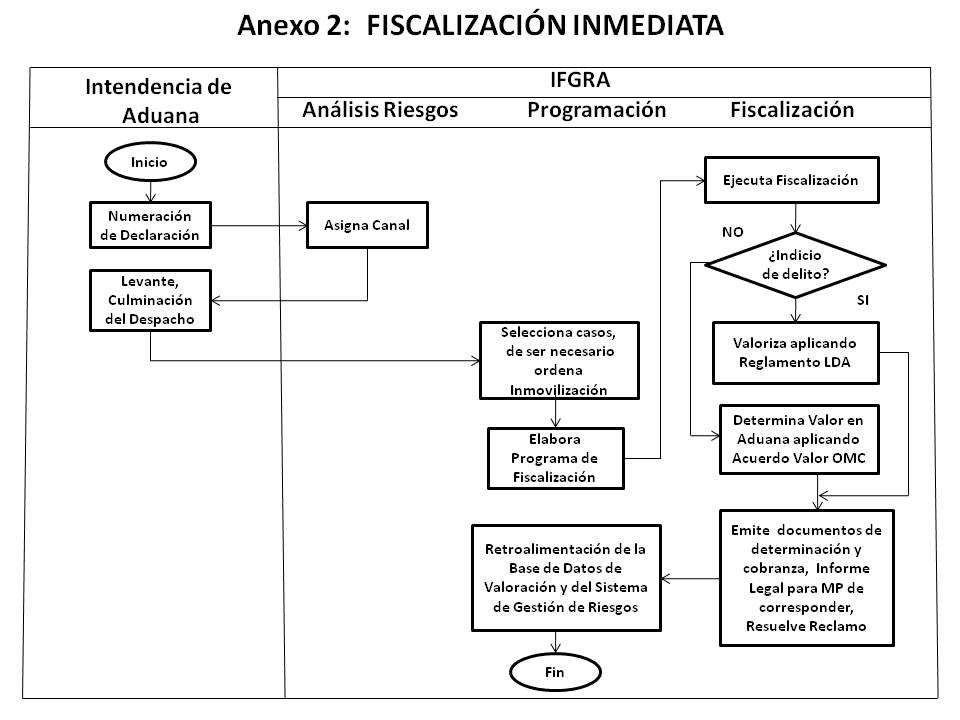 Anexo 2:  FISCALIZACIÓN INMEDIATA
Intendencia de
Aduana
IFGRA
Análisis Riesgos
Programación
Fiscalización
Inicio
Numeración
de Declaración
Asigna Canal
Levante,
Culminación
del Despacho
Selecciona casos,
de ser necesario
ordena
Inmovilización
Elabora
Programa de
Fiscalización
Ejecuta Fiscalización
NO
¿Indicio
de delito?
SI
Valoriza aplicando
Reglamento LDA
Determina Valor en
Aduana aplicando
Acuerdo Valor OMC
Emite  documentos de
determinación y
cobranza,  Informe
Legal para MP de
corresponder,
Resuelve Reclamo
Retroalimentación de la
Base de Datos de
Valoración y del Sistema
de Gestión de Riesgos
Fin